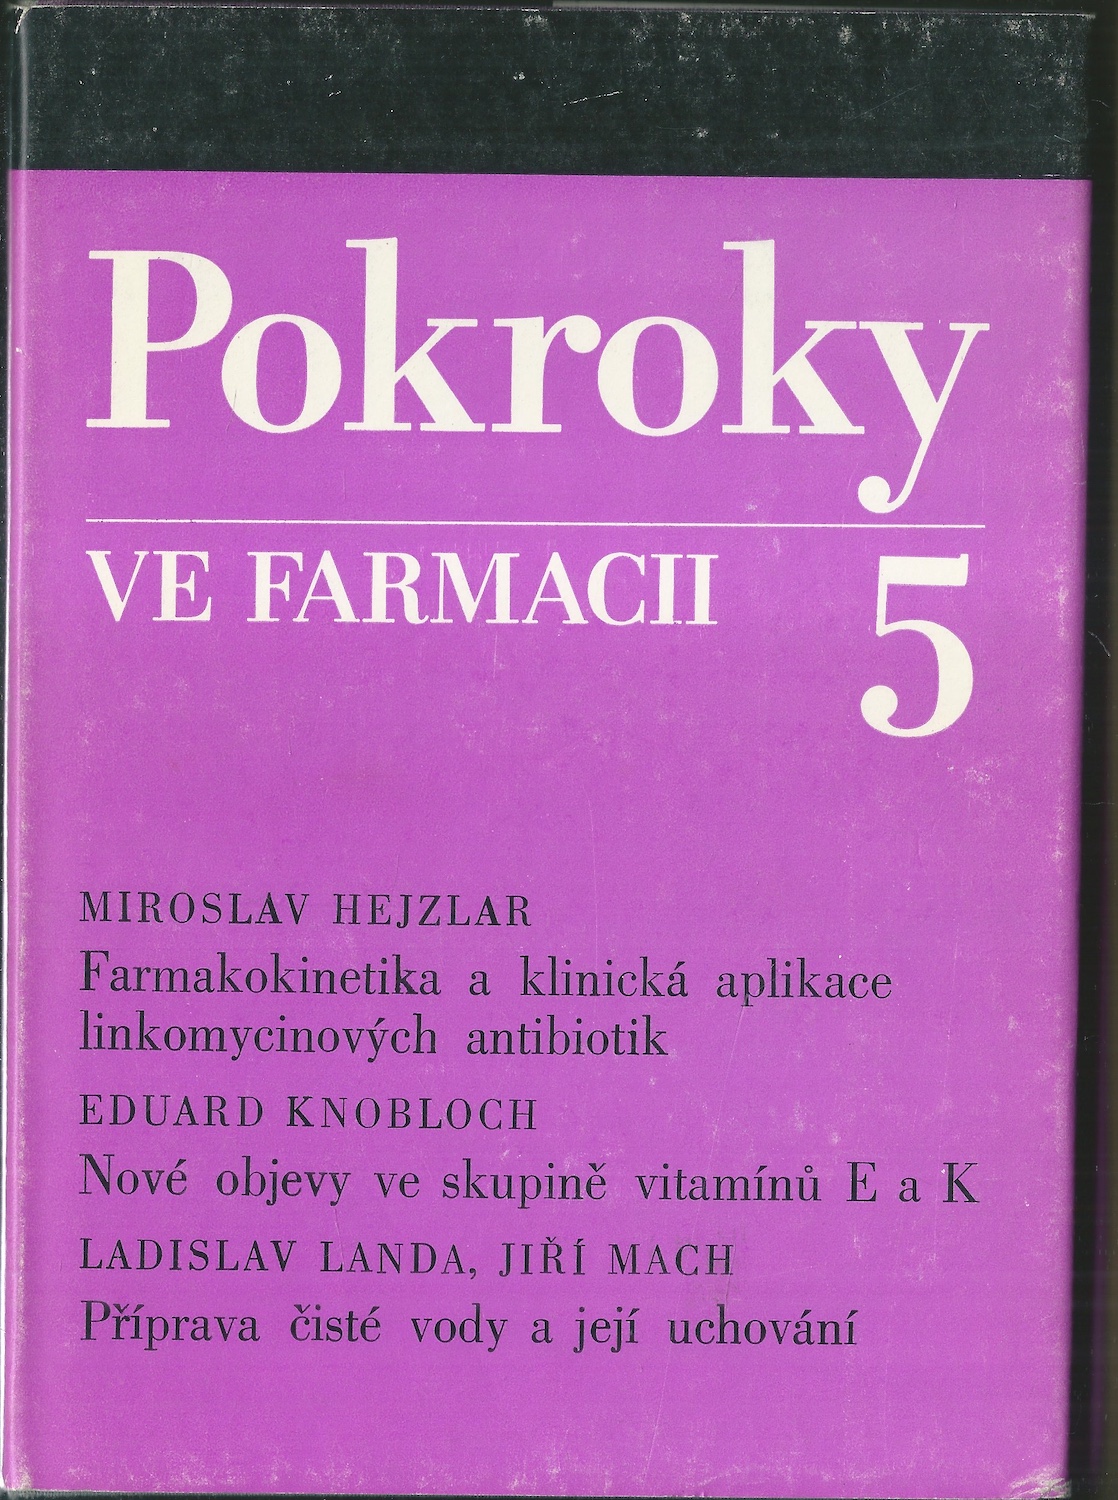 Pokroky
VE FARMACII 5
MIROSLAV HEJZLAR
Farmakokinetika a klinická aplikace
linkomycinových antibiotik
EDUARD KNOBLOCH
Nové objevy ve skupině vitamínů E a K
LADISLAV LANDA, JIŘÍ MACH
Příprava čisté vody a její uchování